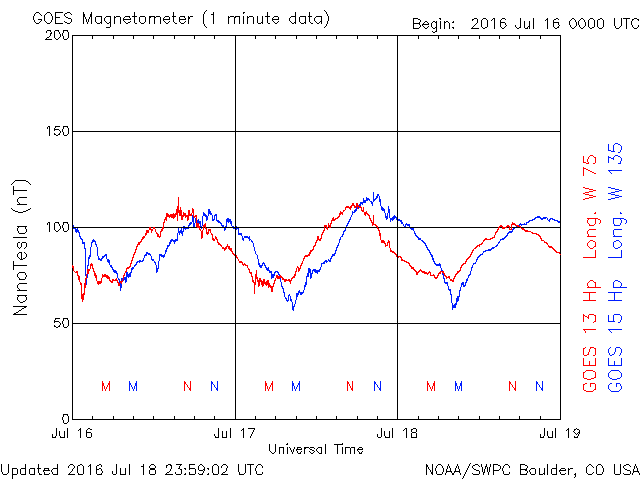 GOES Magnetometer (1 minute data)
Begin: 2016 Jul 16 0000 UTC
200
150
100
50
0
NanoTesla (nT)
GOES 13 Hp Long. W 75
GOES 15 Hp Long. W 135
M M N N M M N N M M N N
Jul 16 Jul 17 Jul 18 Jul 19
Universal Time
Updated 2016 Jul 18 23:59:02 UTC
NOAA/SWPC Boulder, CO USA